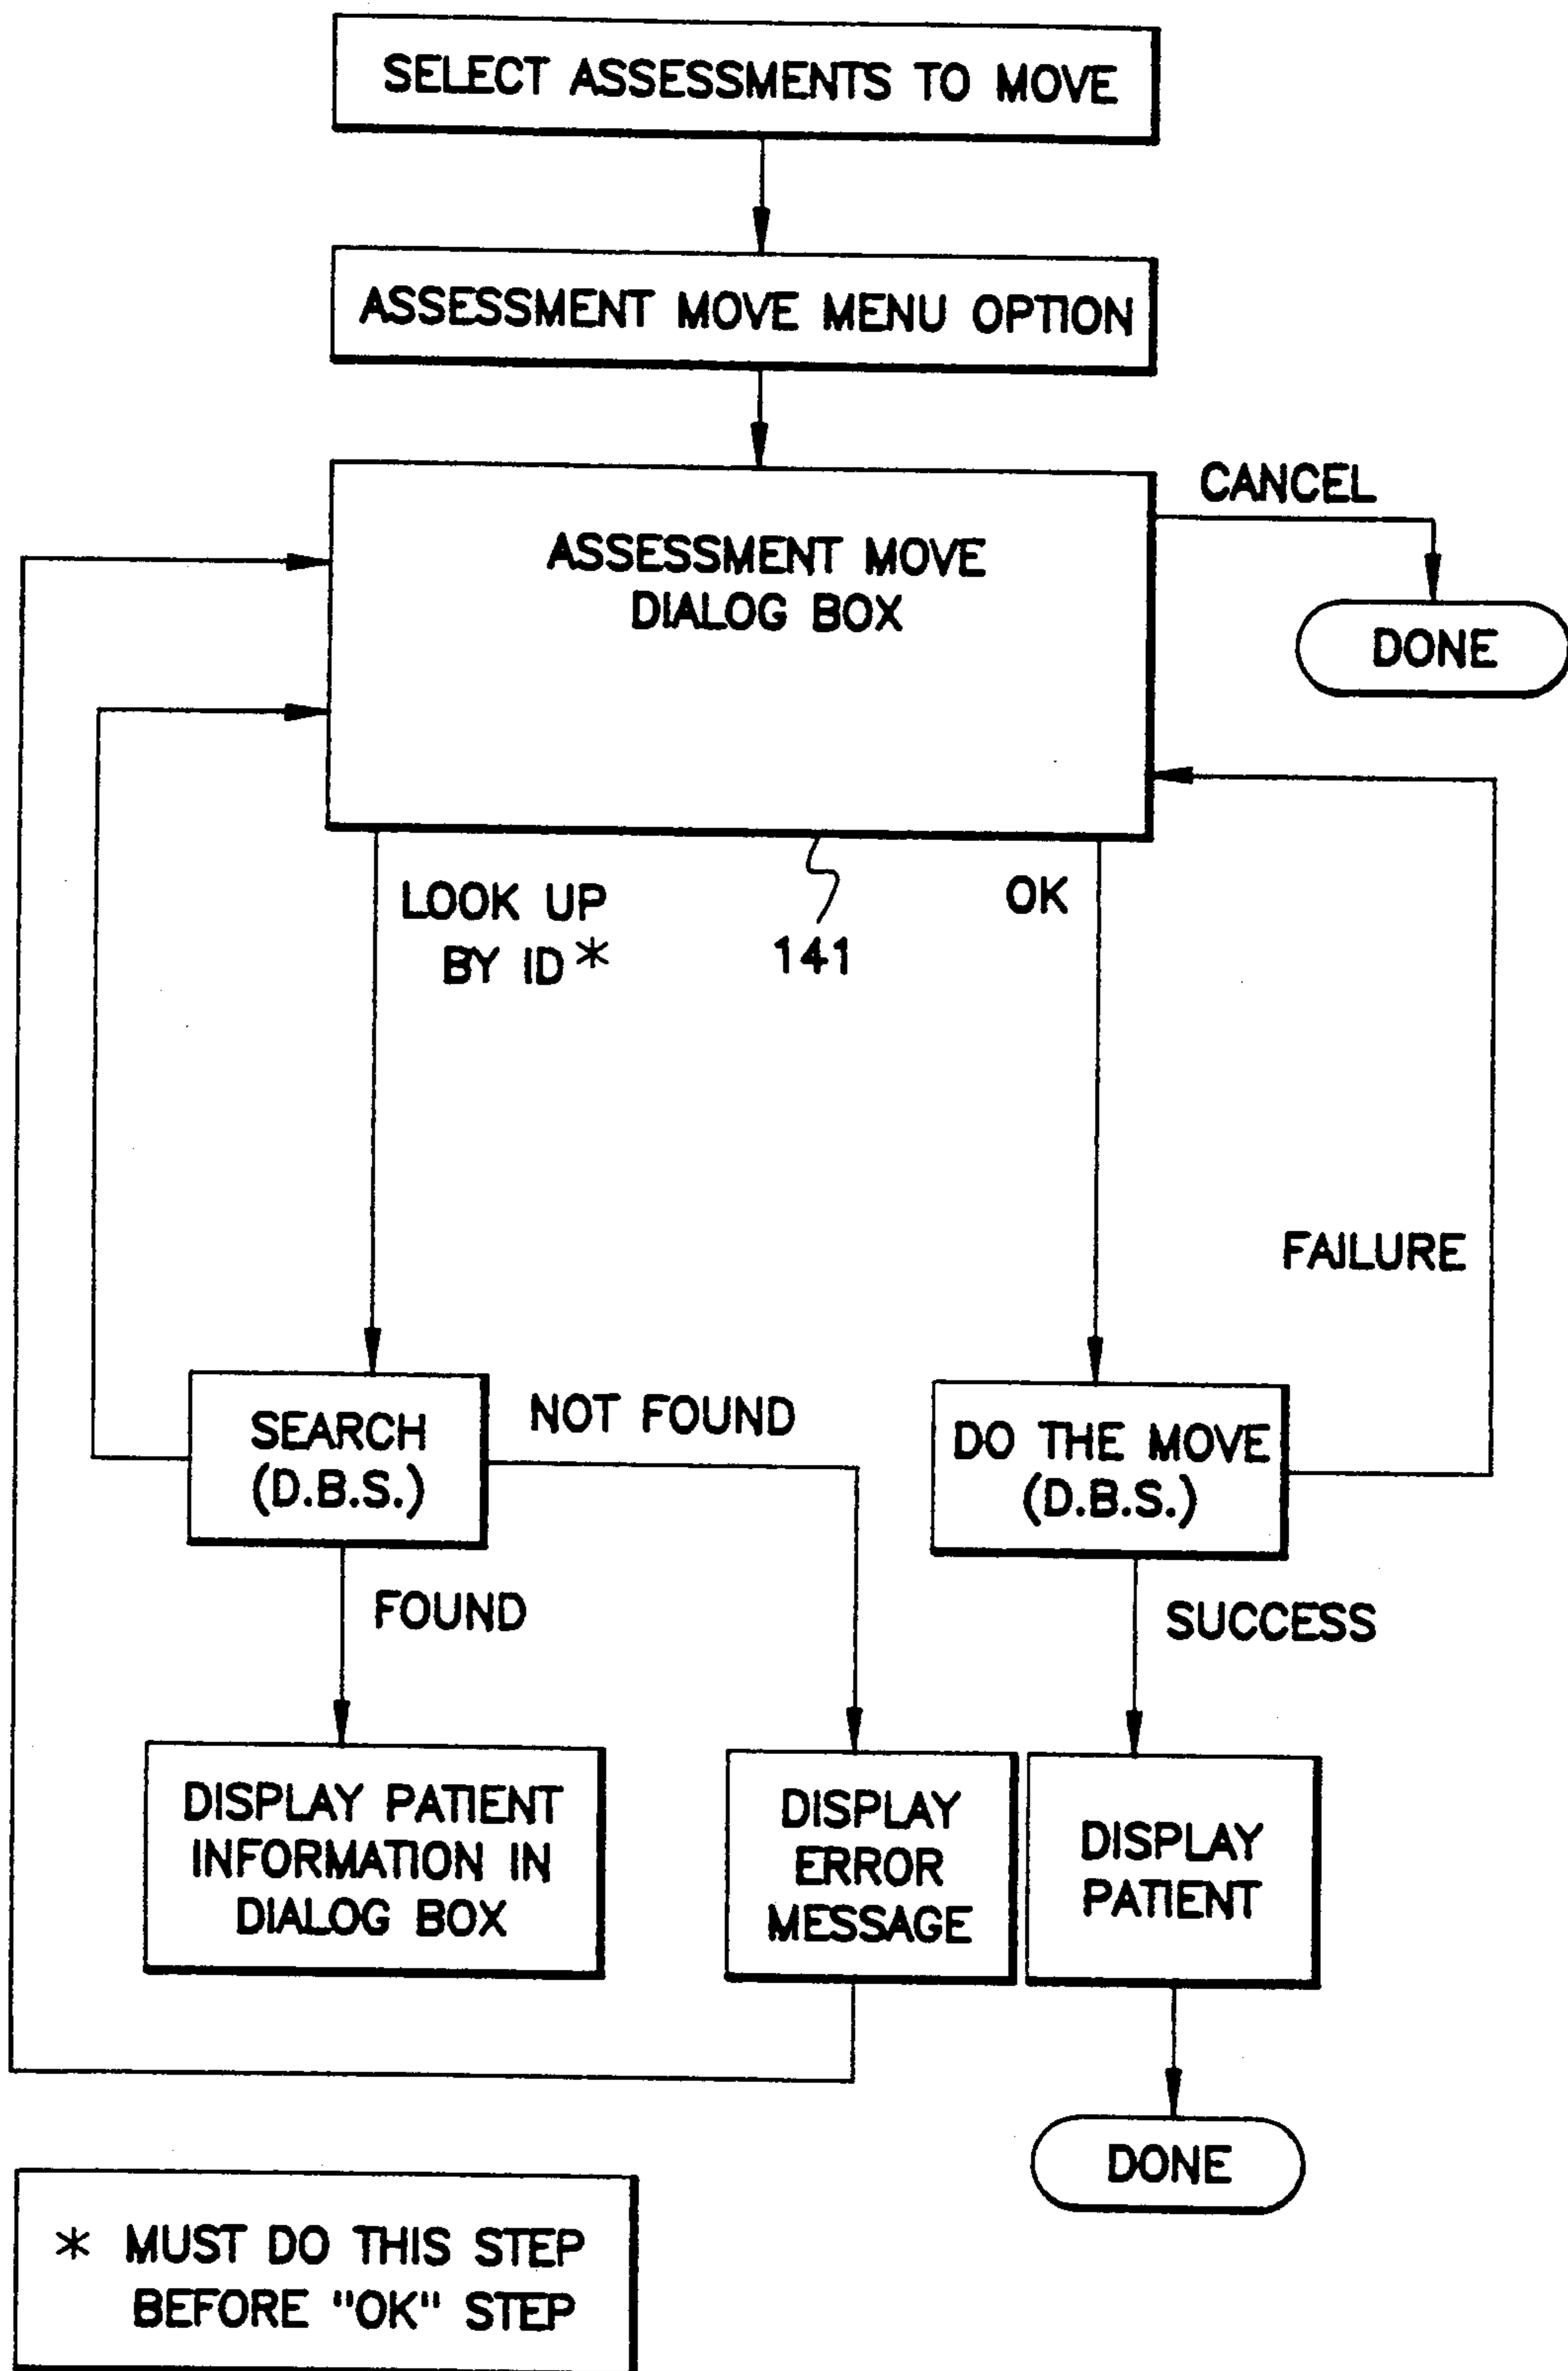 SELECT ASSESSMENTS TO MOVE
ASSESSMENT MOVE MENU OPTION
CANCEL
ASSESSMENT MOVE
DIALOG BOX
DONE
LOOK UP
BY ID *
141
OK
FAILURE
SEARCH
(D.B.S.)
NOT FOUND
DO THE MOVE
(D.B.S.)
FOUND
SUCCESS
DISPLAY PATIENT
INFORMATION IN
DIALOG BOX
DISPLAY
ERROR
MESSAGE
DISPLAY
PATIENT
DONE
* MUST DO THIS STEP
BEFORE "OK" STEP